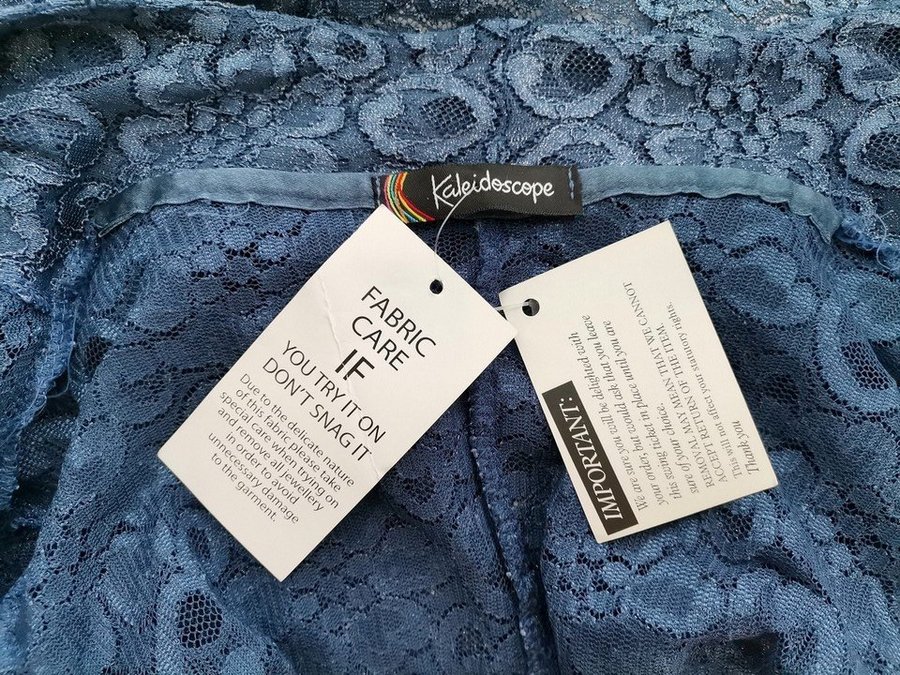 Kaleidoscope
FABRIC
CARE
IF
YOU TRY IT ON
DON'T SNAG IT
Due to the delicate nature
of this fabric please take
special care when trying on
and remove all jewellery
in order to avoid
unnecessary damage
to the garment.
IMPORTANT:
We are sure you will be delighted with
your order, but would ask that you leave
this swing ticket in place until you are
sure of your choice.
REMOVAL MAY MEAN THAT WE CANNOT
ACCEPT RETURN OF THE ITEM.
This will not affect your statutory rights.
Thank you